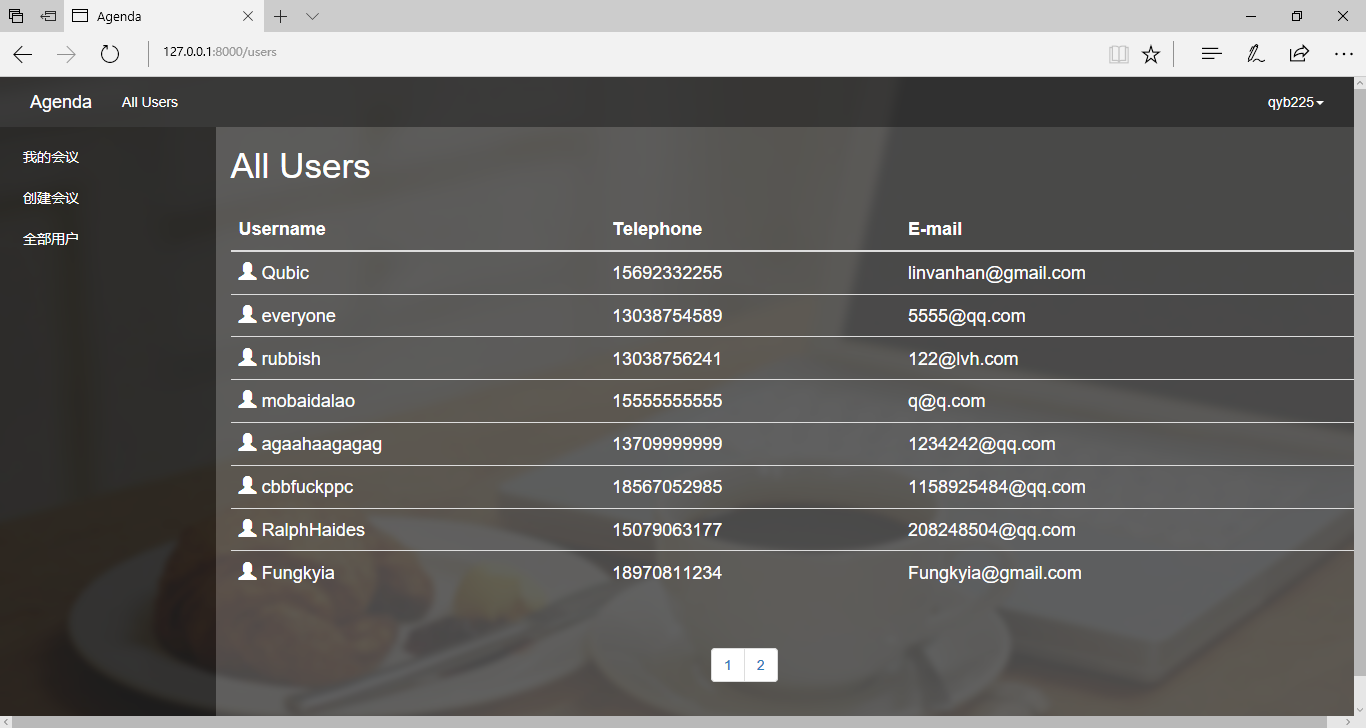 Agenda
127.0.0.1:8000/users
Agenda All Users qyb225
我的会议
创建会议
全部用户
All Users
Username Telephone E-mail
Qubic 15692332255 linvanhan@gmail.com
everyone 13038754589 5555@qq.com
rubbish 13038756241 122@lvh.com
mobaidalao 15555555555 q@q.com
agaahaagagag 13709999999 1234242@qq.com
cbbfuckppc 18567052985 1158925484@qq.com
RalphHaides 15079063177 208248504@qq.com
Fungkyia 18970811234 Fungkyia@gmail.com
1 2